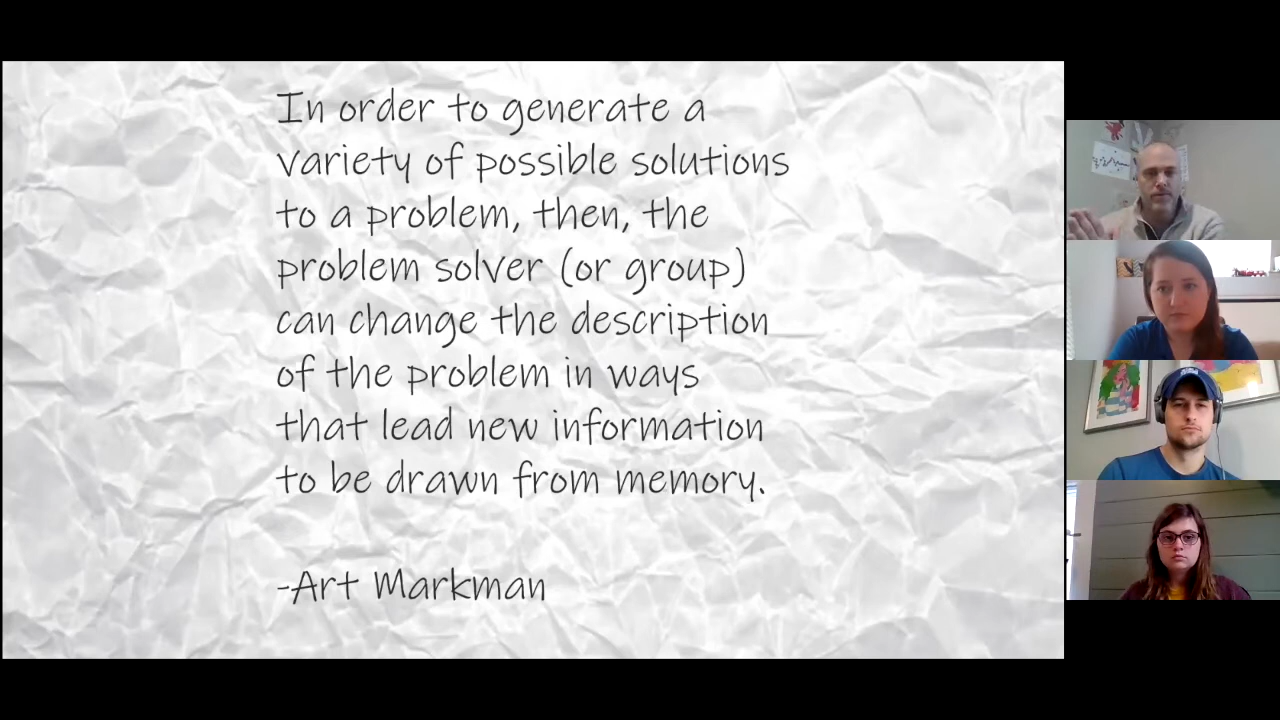 In order to generate a
variety of possible solutions
to a problem, then, the
problem solver (or group)
can change the description
of the problem in ways
that lead new information
to be drawn from memory.
-Art Markman